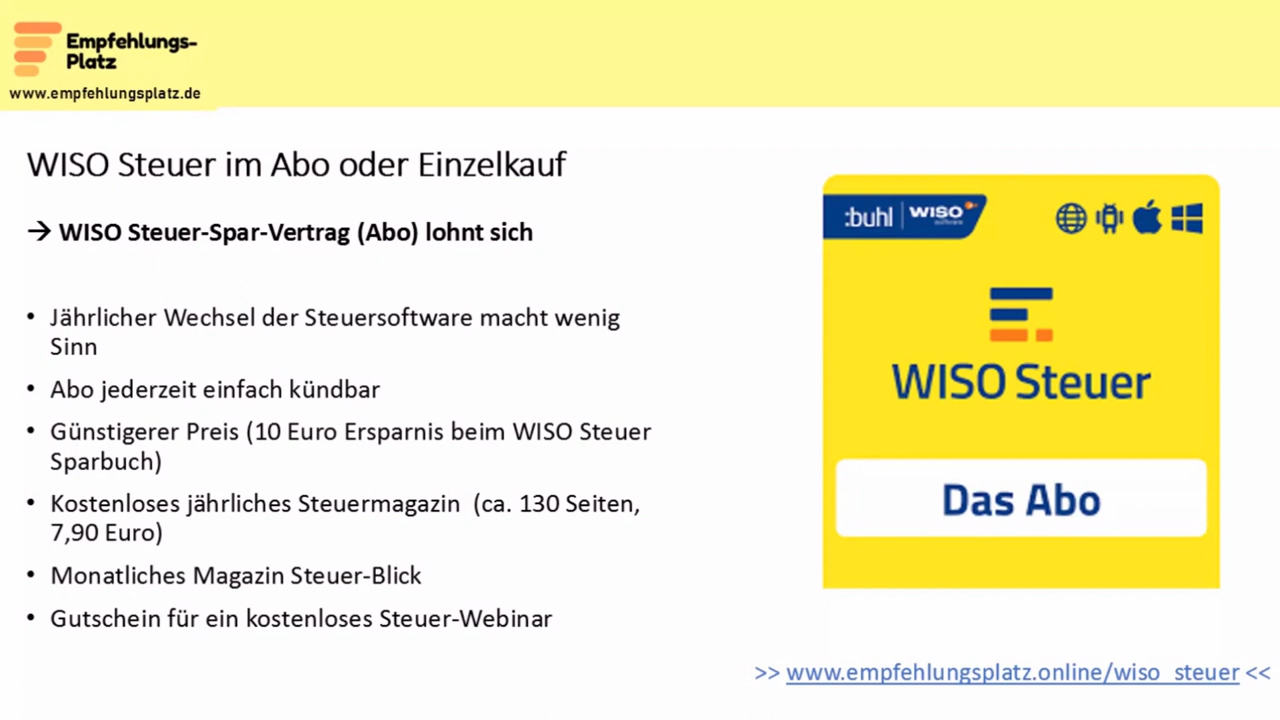 Empfehlungs-
Platz
www.empfehlungsplatz.de
WISO Steuer im Abo oder Einzelkauf
→ WISO Steuer-Spar-Vertrag (Abo) lohnt sich
• Jährlicher Wechsel der Steuersoftware macht wenig
Sinn
• Abo jederzeit einfach kündbar
• Günstigerer Preis (10 Euro Ersparnis beim WISO Steuer
Sparbuch)
• Kostenloses jährliches Steuermagazin (ca. 130 Seiten,
7,90 Euro)
• Monatliches Magazin Steuer-Blick
• Gutschein für ein kostenloses Steuer-Webinar
:buhl | WISO
WISO Steuer
Das Abo
>> www.empfehlungsplatz.online/wiso_steuer <<